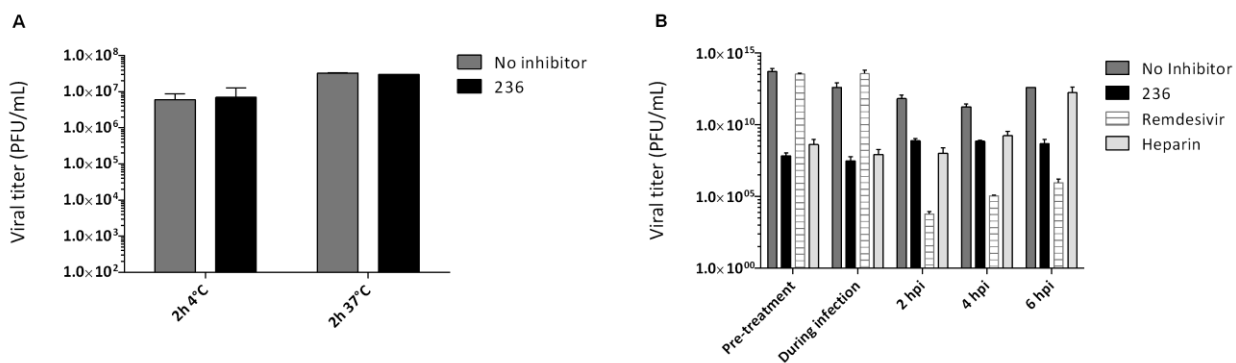 A
Viral titer (PFU/mL)
1.0×10⁸
1.0×10⁷
1.0×10⁶
1.0×10⁵
1.0×10⁴
1.0×10³
1.0×10²
2h 4°C
2h 37°C
No inhibitor
236
B
Viral titer (PFU/mL)
1.0×10¹⁵
1.0×10¹⁰
1.0×10⁰⁵
1.0×10⁰⁰
Pre-treatment
During infection
2 hpi
4 hpi
6 hpi
No Inhibitor
236
Remdesivir
Heparin